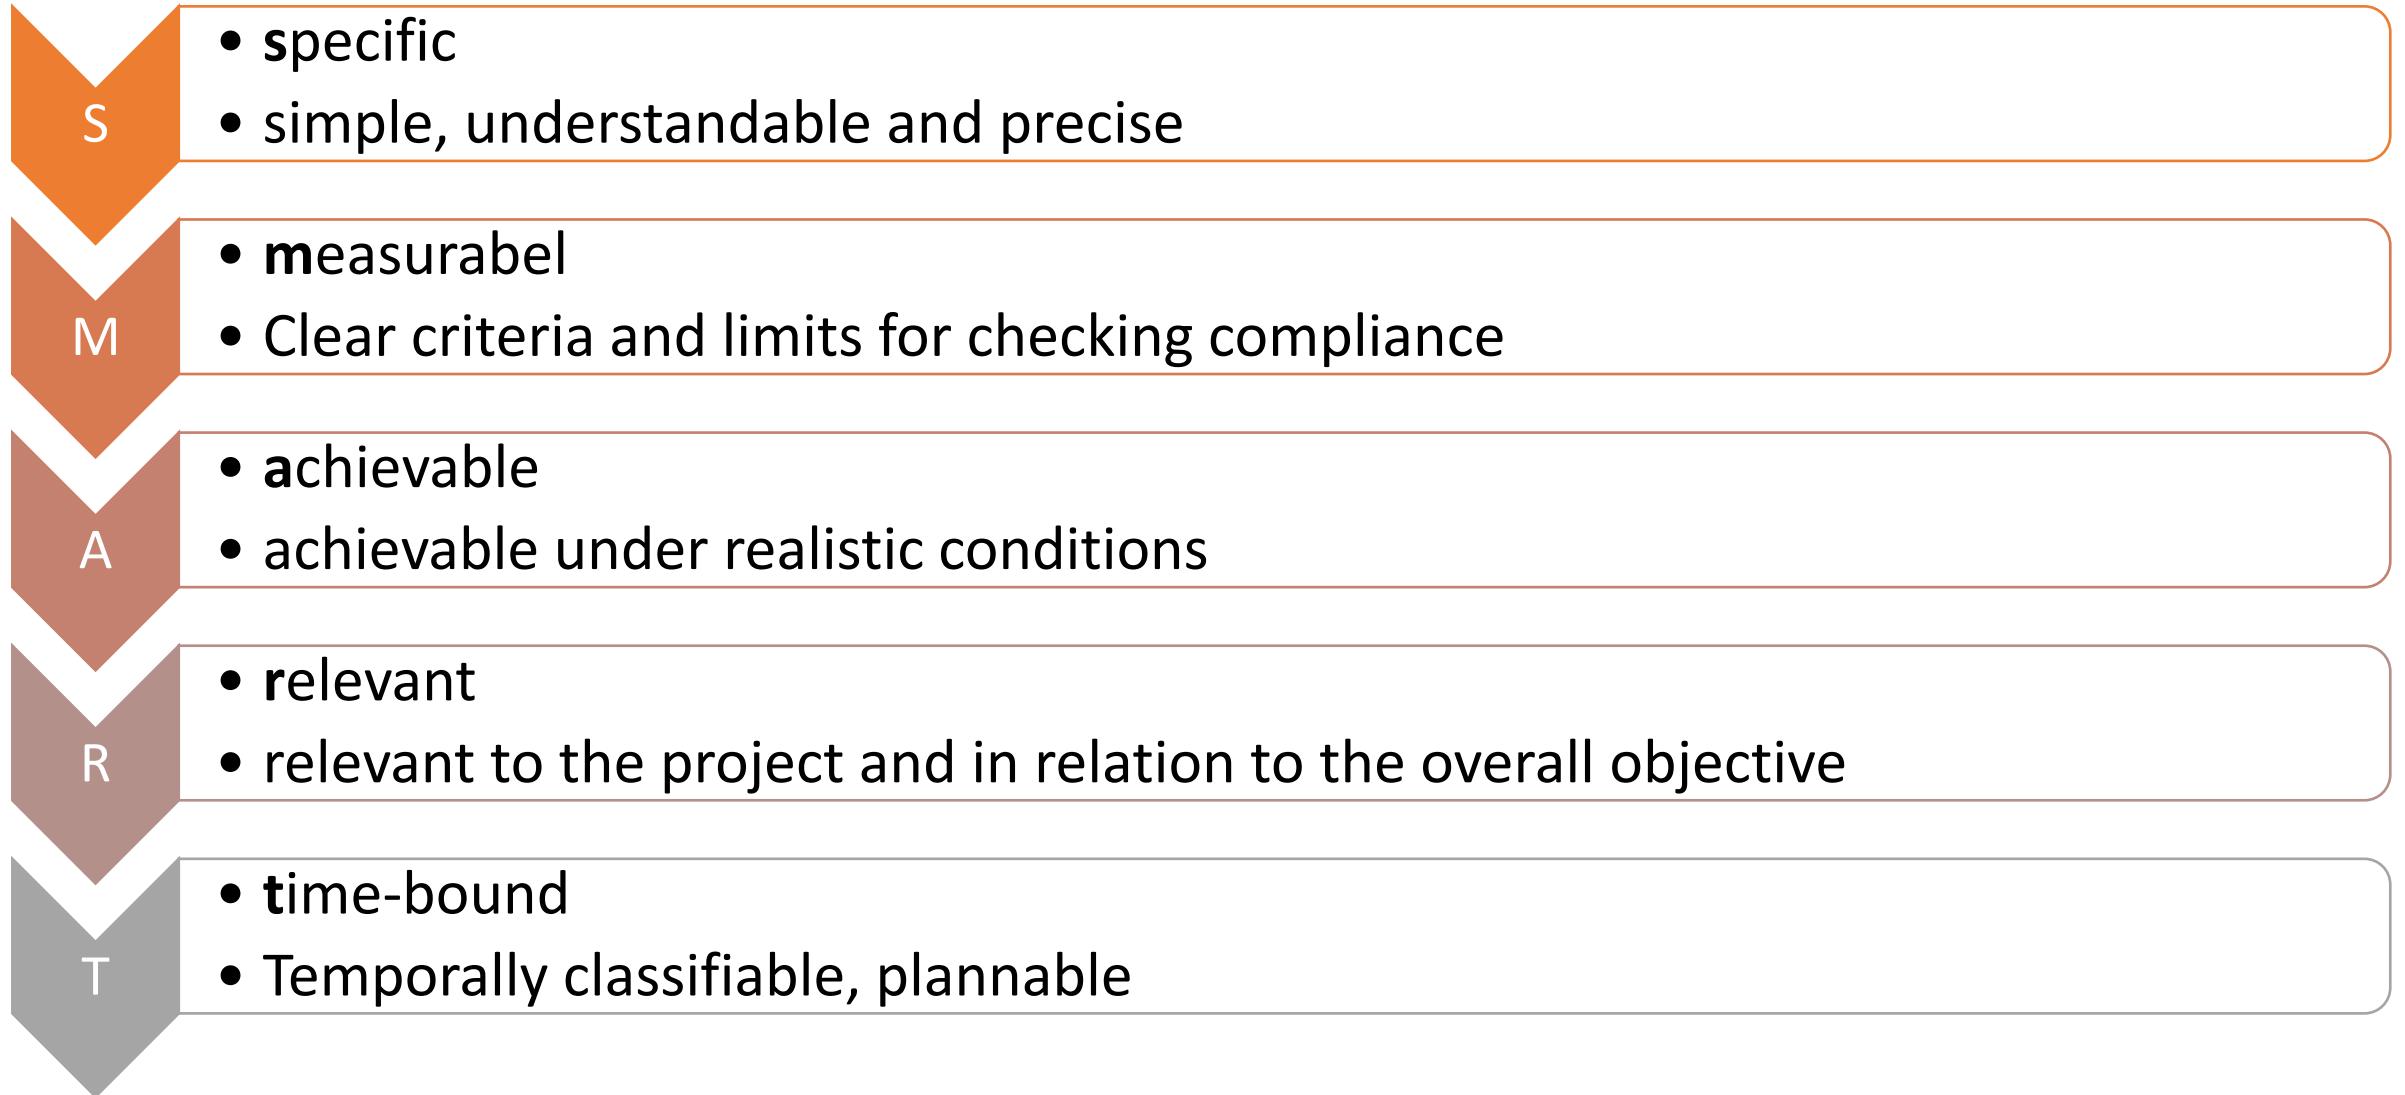 S
• specific
• simple, understandable and precise
M
• measurabel
• Clear criteria and limits for checking compliance
A
• achievable
• achievable under realistic conditions
R
• relevant
• relevant to the project and in relation to the overall objective
T
• time-bound
• Temporally classifiable, plannable